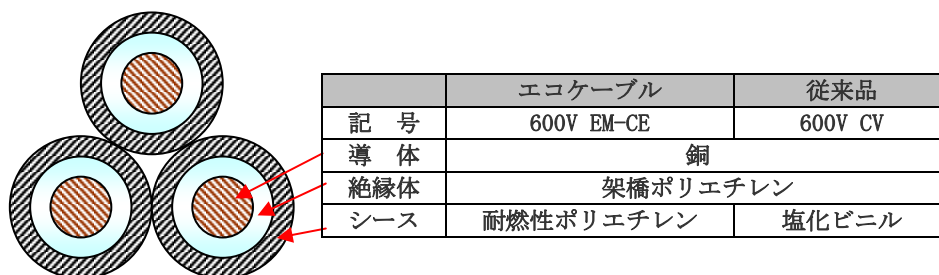 エコケーブル 従来品
記 号 600V EM-CE 600V CV
導 体 銅
絶縁体 架橋ポリエチレン
シース 耐燃性ポリエチレン 塩化ビニル